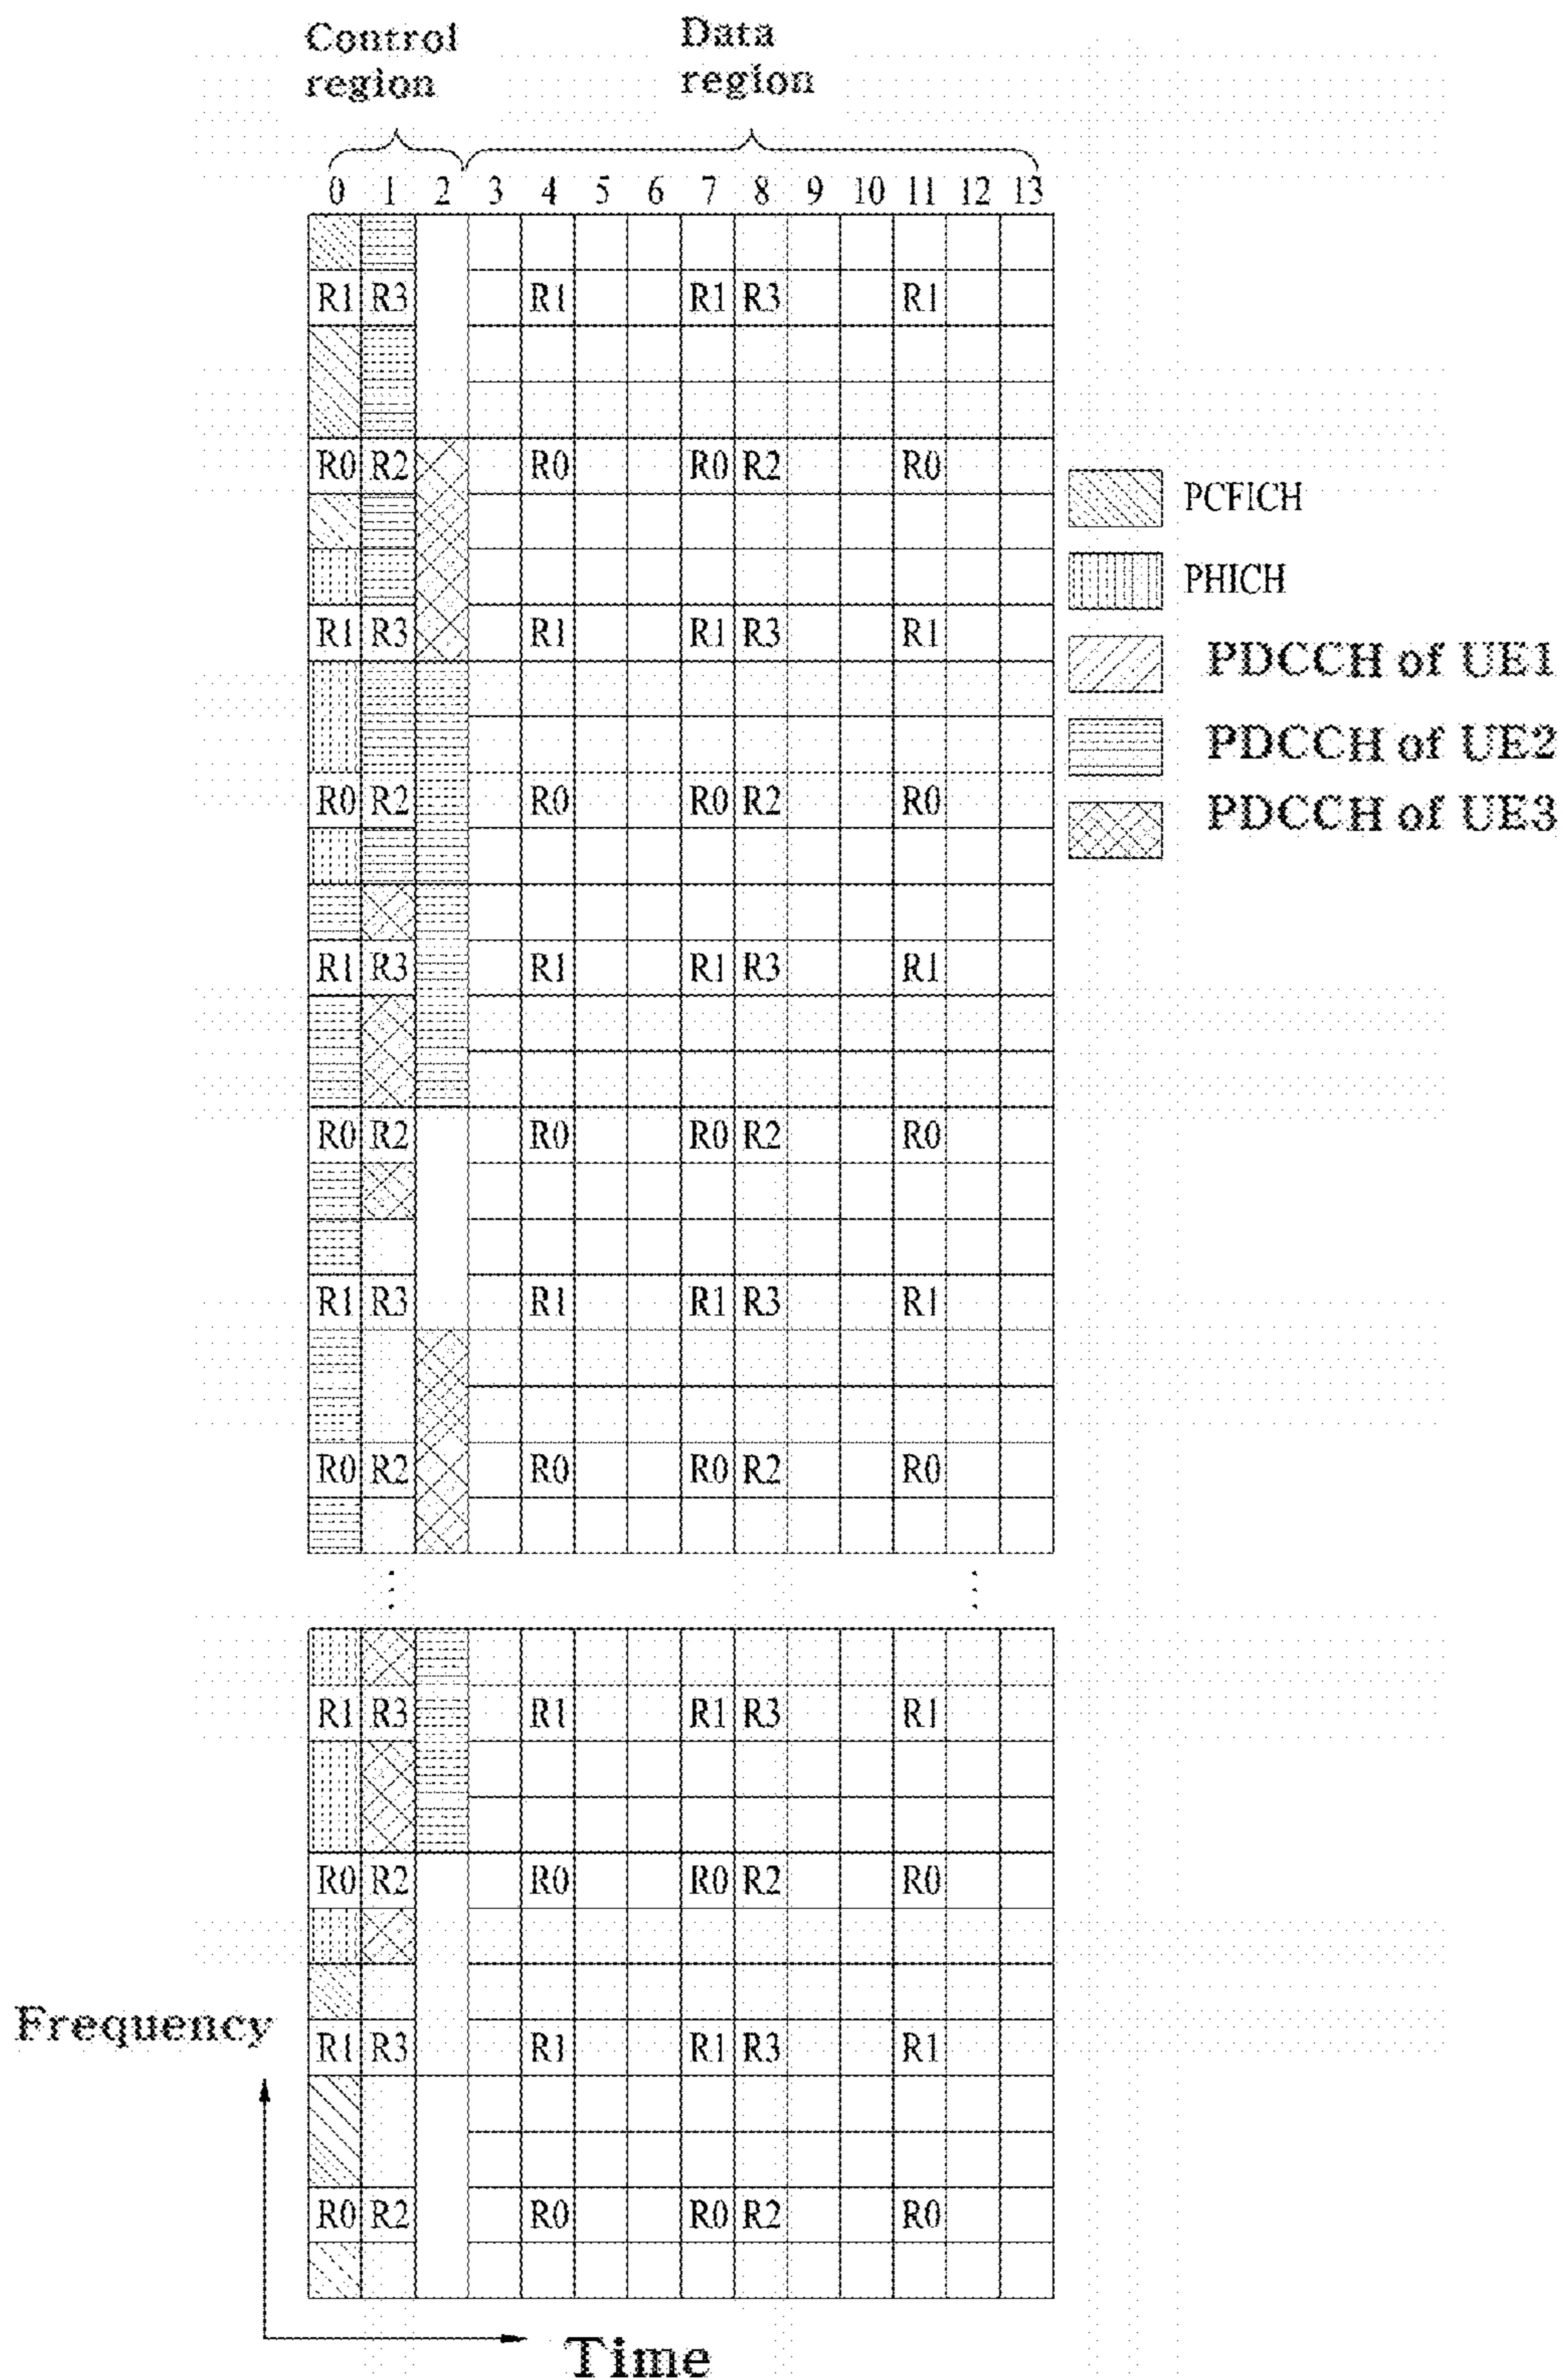 Control region
Data region
0 1 2 3 4 5 6 7 8 9 10 11 12 13
R1 R3 R1 R1 R3 R1
R0 R2 R0 R0 R2 R0
PCFICH
PHICH
R1 R3 R1 R1 R3 R1
PDCCH of UE1
PDCCH of UE2
R0 R2 R0 R0 R2 R0
PDCCH of UE3
R1 R3 R1 R1 R3 R1
R0 R2 R0 R0 R2 R0
R1 R3 R1 R1 R3 R1
R0 R2 R0 R0 R2 R0
R1 R3 R1 R1 R3 R1
R0 R2 R0 R0 R2 R0
Frequency
R1 R3 R1 R1 R3 R1
R0 R2 R0 R0 R2 R0
Time